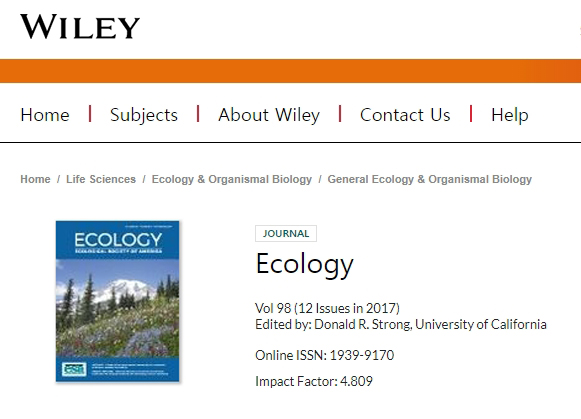 WILEY
Home | Subjects | About Wiley | Contact Us | Help
Home / Life Sciences / Ecology & Organismal Biology / General Ecology & Organismal Biology
ECOLOGY
ECOLOGICAL SOCIETY OF AMERICA
JOURNAL
Ecology
Vol 98 (12 Issues in 2017)
Edited by: Donald R. Strong, University of California
Online ISSN: 1939-9170
Impact Factor: 4.809